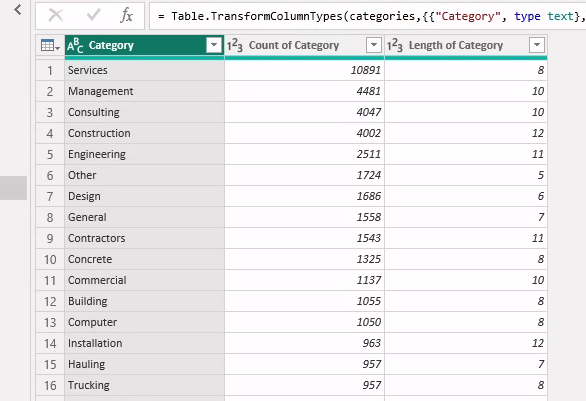 fx = Table.TransformColumnTypes(categories,{{"Category", type text},
ABC Category 123 Count of Category 123 Length of Category
1 Services 10891 8
2 Management 4481 10
3 Consulting 4047 10
4 Construction 4002 12
5 Engineering 2511 11
6 Other 1724 5
7 Design 1686 6
8 General 1558 7
9 Contractors 1543 11
10 Concrete 1325 8
11 Commercial 1137 10
12 Building 1055 8
13 Computer 1050 8
14 Installation 963 12
15 Hauling 957 7
16 Trucking 957 8